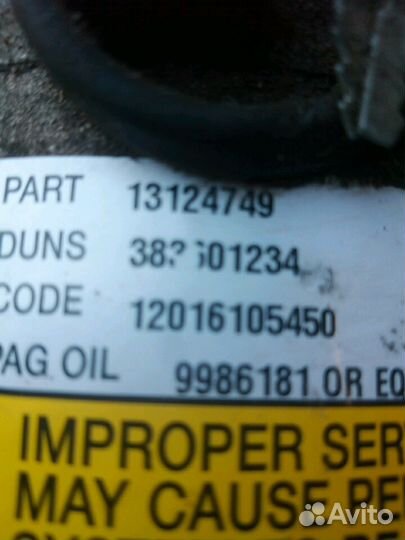 PART 13124749
DUNS
CODE 12016105450
PAG OIL 9986181 OR
IMPROPER
MAY CAUSE
Avito